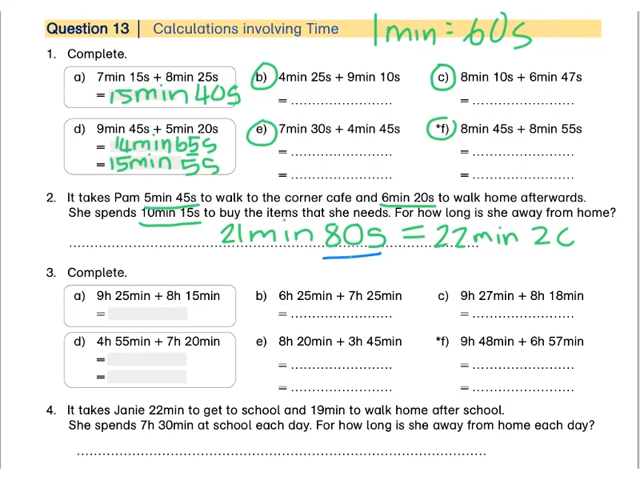 Question 13 | Calculations involving Time 1min = 60s
1. Complete.
a) 7min 15s + 8min 25s b) 4min 25s + 9min 10s c) 8min 10s + 6min 47s
= 15min 40s = ........................ = ........................
d) 9min 45s + 5min 20s e) 7min 30s + 4min 45s *f) 8min 45s + 8min 55s
= 14min 65s = ........................ = ........................
= 15min 5s = ........................ = ........................
2. It takes Pam 5min 45s to walk to the corner cafe and 6min 20s to walk home afterwards.
She spends 10min 15s to buy the items that she needs. For how long is she away from home?
21min 80s = 22min 20
3. Complete.
a) 9h 25min + 8h 15min b) 6h 25min + 7h 25min c) 9h 27min + 8h 18min
= = ........................ = ........................
d) 4h 55min + 7h 20min e) 8h 20min + 3h 45min *f) 9h 48min + 6h 57min
= = ........................ = ........................
= = ........................ = ........................
4. It takes Janie 22min to get to school and 19min to walk home after school.
She spends 7h 30min at school each day. For how long is she away from home each day?